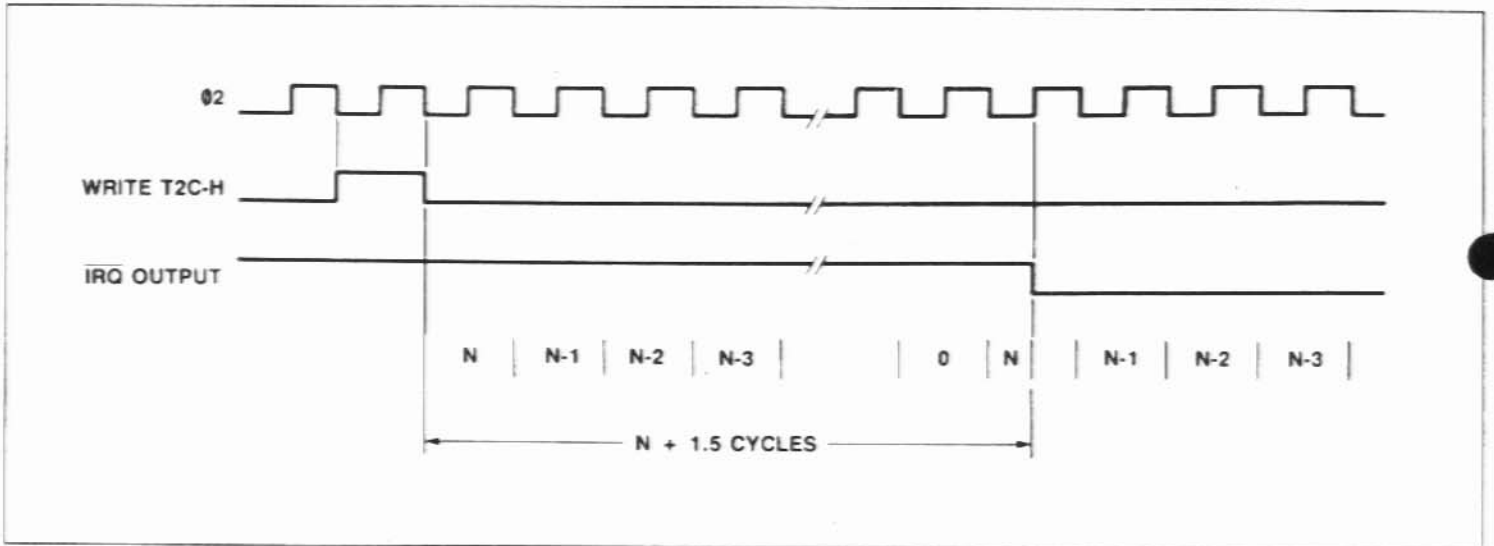 Ø2
WRITE T2C-H
IRQ OUTPUT
N N-1 N-2 N-3 0 N N-1 N-2 N-3
N + 1.5 CYCLES